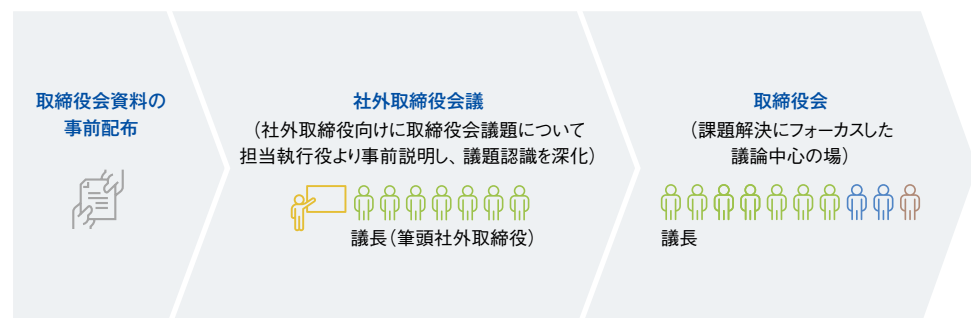 取締役会資料の
事前配布
社外取締役会議
（社外取締役向けに取締役会議題について
担当執行役より事前説明し、議題認識を深化）
議長（筆頭社外取締役）
取締役会
（課題解決にフォーカスした
議論中心の場）
議長